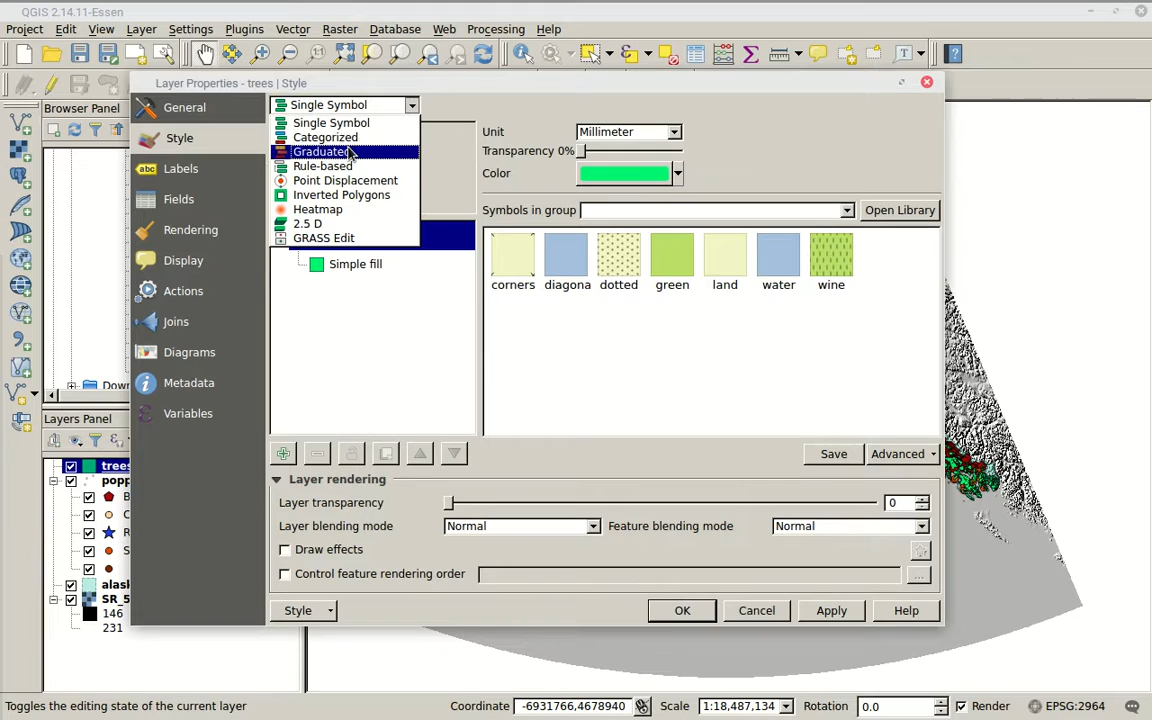 QGIS 2.14.11-Essen
Project Edit View Layer Settings Plugins Vector Raster Database Web Processing Help
Layer Properties - trees | Style
Browser Panel
Down
Layers Panel
trees
popp
B
C
R
S
alask
SR_5
146
231
General
Style
Labels
Fields
Rendering
Display
Actions
Joins
Diagrams
Metadata
Variables
Single Symbol
Single Symbol
Categorized
Graduated
Rule-based
Point Displacement
Inverted Polygons
Heatmap
2.5 D
GRASS Edit
Simple fill
Unit Millimeter
Transparency 0%
Color
Symbols in group Open Library
corners diagona dotted green land water wine
Save Advanced
Layer rendering
Layer transparency 0
Layer blending mode Normal Feature blending mode Normal
Draw effects
Control feature rendering order ...
Style OK Cancel Apply Help
Toggles the editing state of the current layer Coordinate -6931766,4678940 Scale 1:18,487,134 Rotation 0.0 Render EPSG:2964